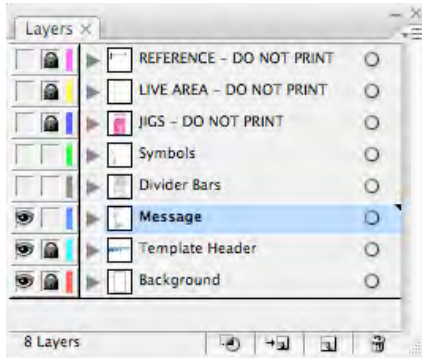 Layers
REFERENCE - DO NOT PRINT
LIVE AREA - DO NOT PRINT
JIGS - DO NOT PRINT
Symbols
Divider Bars
Message
Template Header
Background
8 Layers